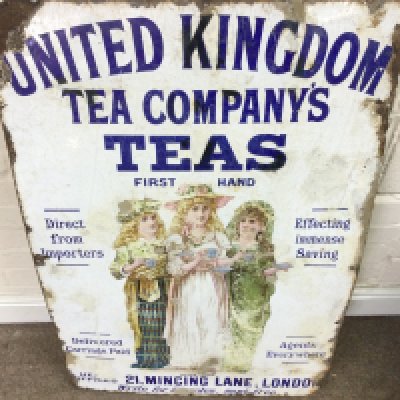 UNITED KINGDOM
TEA COMPANY'S
TEAS
FIRST HAND
Direct
from
Importers
Effecting
immense
Saving
Delivered
Carriage Paid
Agents
Everywhere
21, MINCING LANE, LONDO